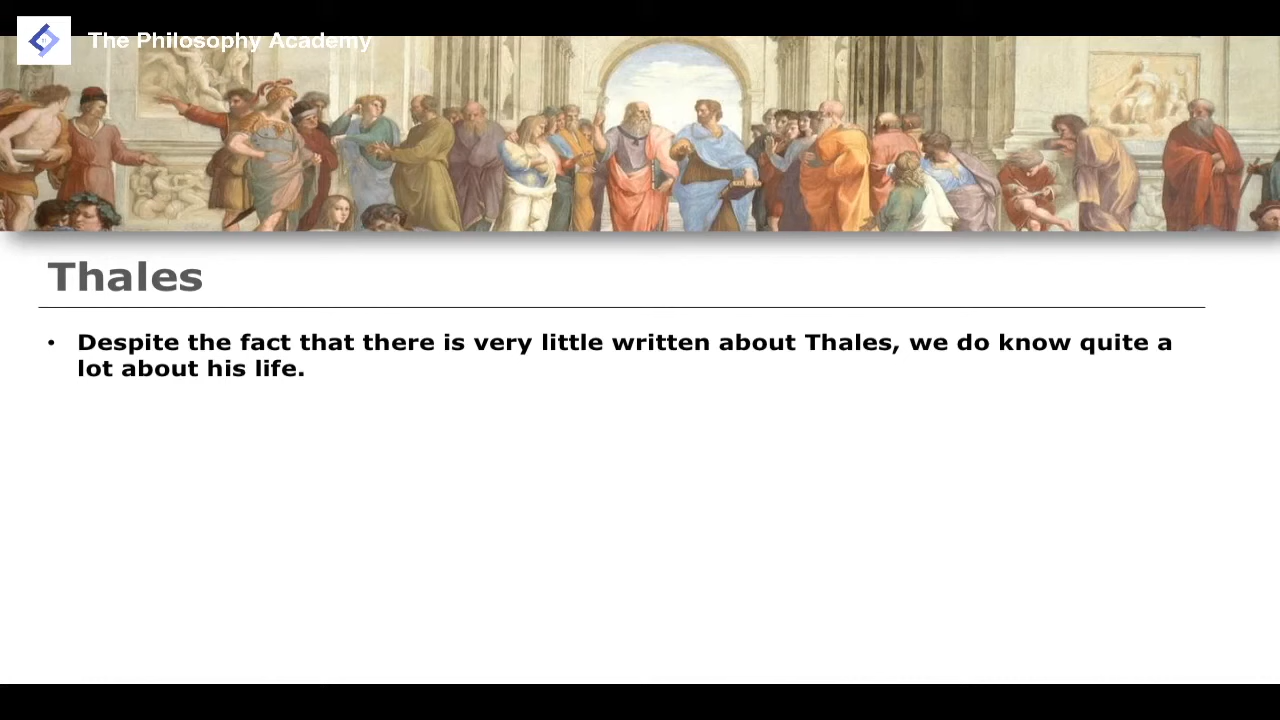 The Philosophy Academy
Thales
• Despite the fact that there is very little written about Thales, we do know quite a
lot about his life.